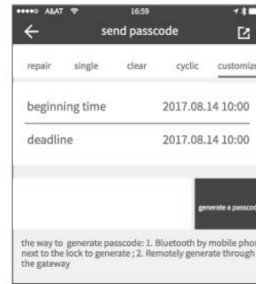 A&AT 16:59
send passcode
repair single clear cyclic customize
beginning time 2017.08.14 10:00
deadline 2017.08.14 10:00
generate a passcod
the way to generate passcode: 1. Bluetooth by mobile phon
next to the lock to generate ; 2. Remotely generate through
the gateway